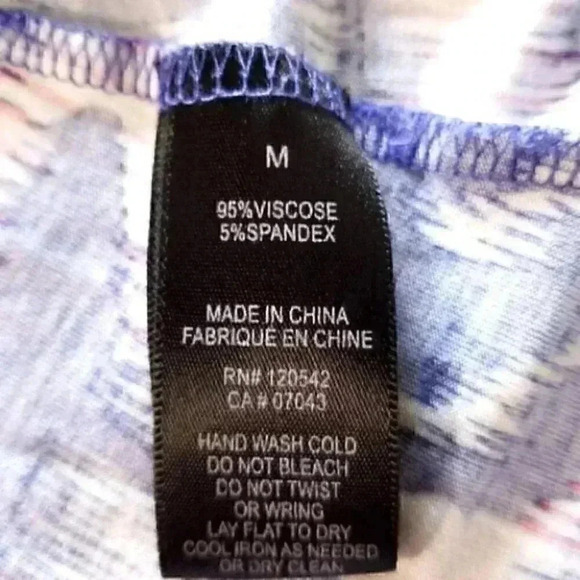 M
95%VISCOSE
5%SPANDEX
MADE IN CHINA
FABRIQUÉ EN CHINE
RN# 120542
CA # 07043
HAND WASH COLD
DO NOT BLEACH
DO NOT TWIST
OR WRING
LAY FLAT TO DRY
COOL IRON AS NEEDED
OR DRY CLEAN